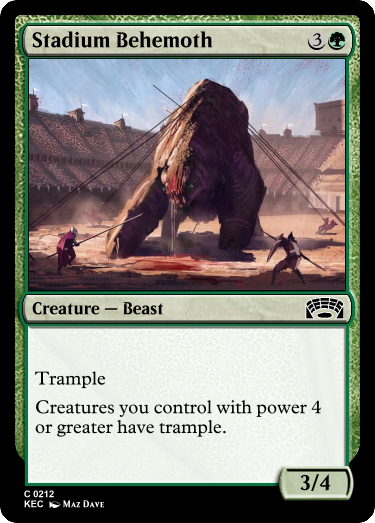 Stadium Behemoth 3
Creature — Beast
Trample
Creatures you control with power 4
or greater have trample.
3/4
C 0212
KEC Maz Dave